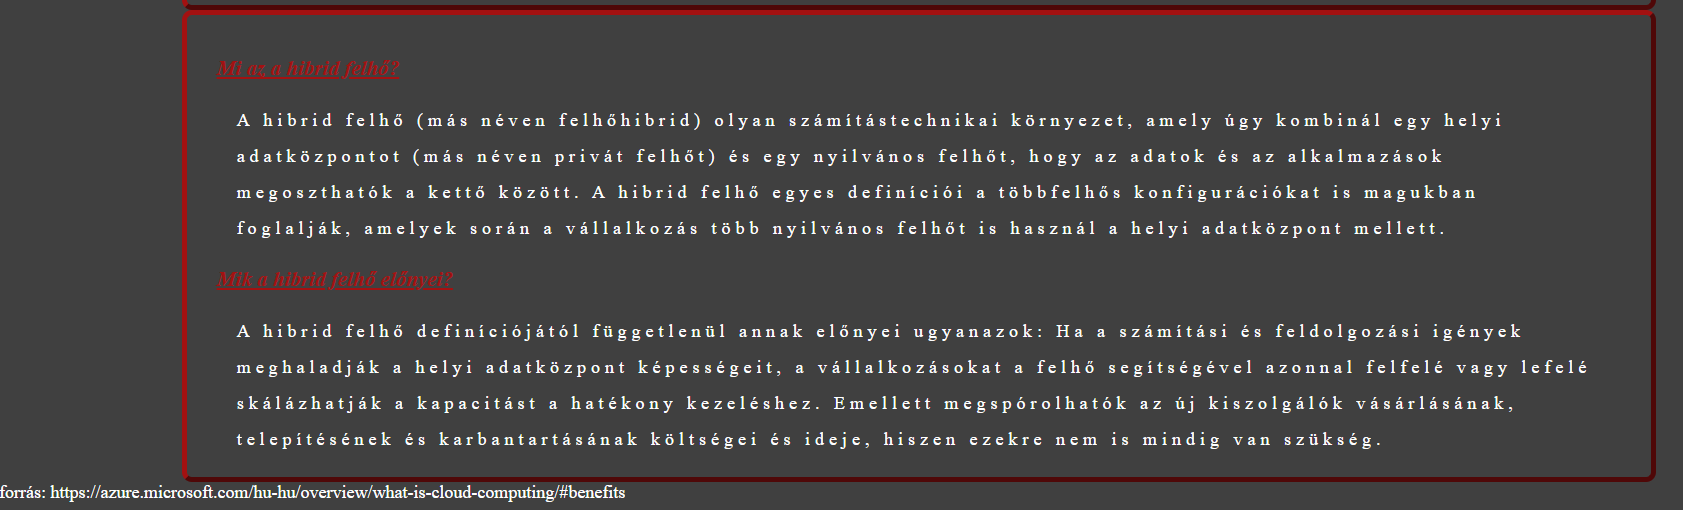 Mi az a hibrid felhő?
A hibrid felhő (más néven felhőhibrid) olyan számítástechnikai környezet, amely úgy kombinál egy helyi
adatközpontot (más néven privát felhőt) és egy nyilvános felhőt, hogy az adatok és az alkalmazások
megoszthatók a kettő között. A hibrid felhő egyes definíciói a többfelhős konfigurációkat is magukban
foglalják, amelyek során a vállalkozás több nyilvános felhőt is használ a helyi adatközpont mellett.
Mik a hibrid felhő előnyei?
A hibrid felhő definíciójától függetlenül annak előnyei ugyanazok: Ha a számítási és feldolgozási igények
meghaladják a helyi adatközpont képességeit, a vállalkozásokat a felhő segítségével azonnal felfelé vagy lefelé
skálázhatják a kapacitást a hatékony kezeléshez. Emellett megspórolhatók az új kiszolgálók vásárlásának,
telepítésének és karbantartásának költségei és ideje, hiszen ezekre nem is mindig van szükség.
forrás: https://azure.microsoft.com/hu-hu/overview/what-is-cloud-computing/#benefits